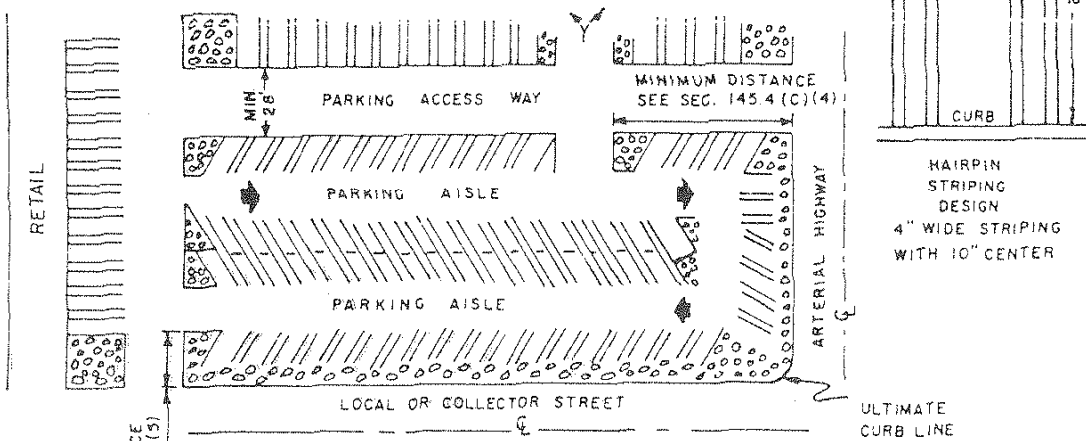 RETAIL
MIN.
28'
PARKING ACCESS WAY
MINIMUM DISTANCE
SEE SEC. 145.4 (C)(4)
PARKING AISLE
PARKING AISLE
ARTERIAL HIGHWAY
℄
LOCAL OR COLLECTOR STREET
℄
ULTIMATE
CURB LINE
CURB
HAIRPIN
STRIPING
DESIGN
4" WIDE STRIPING
WITH 10" CENTER